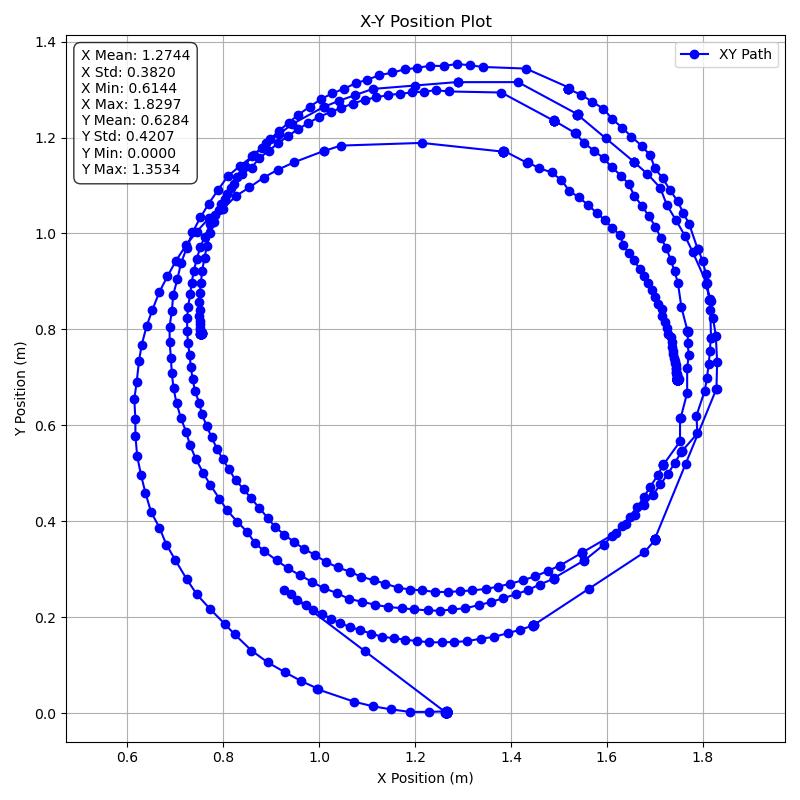 X-Y Position Plot
X Mean: 1.2744
X Std: 0.3820
X Min: 0.6144
X Max: 1.8297
Y Mean: 0.6284
Y Std: 0.4207
Y Min: 0.0000
Y Max: 1.3534
XY Path
1.4
1.2
1.0
0.8
0.6
0.4
0.2
0.0
Y Position (m)
0.6 0.8 1.0 1.2 1.4 1.6 1.8
X Position (m)